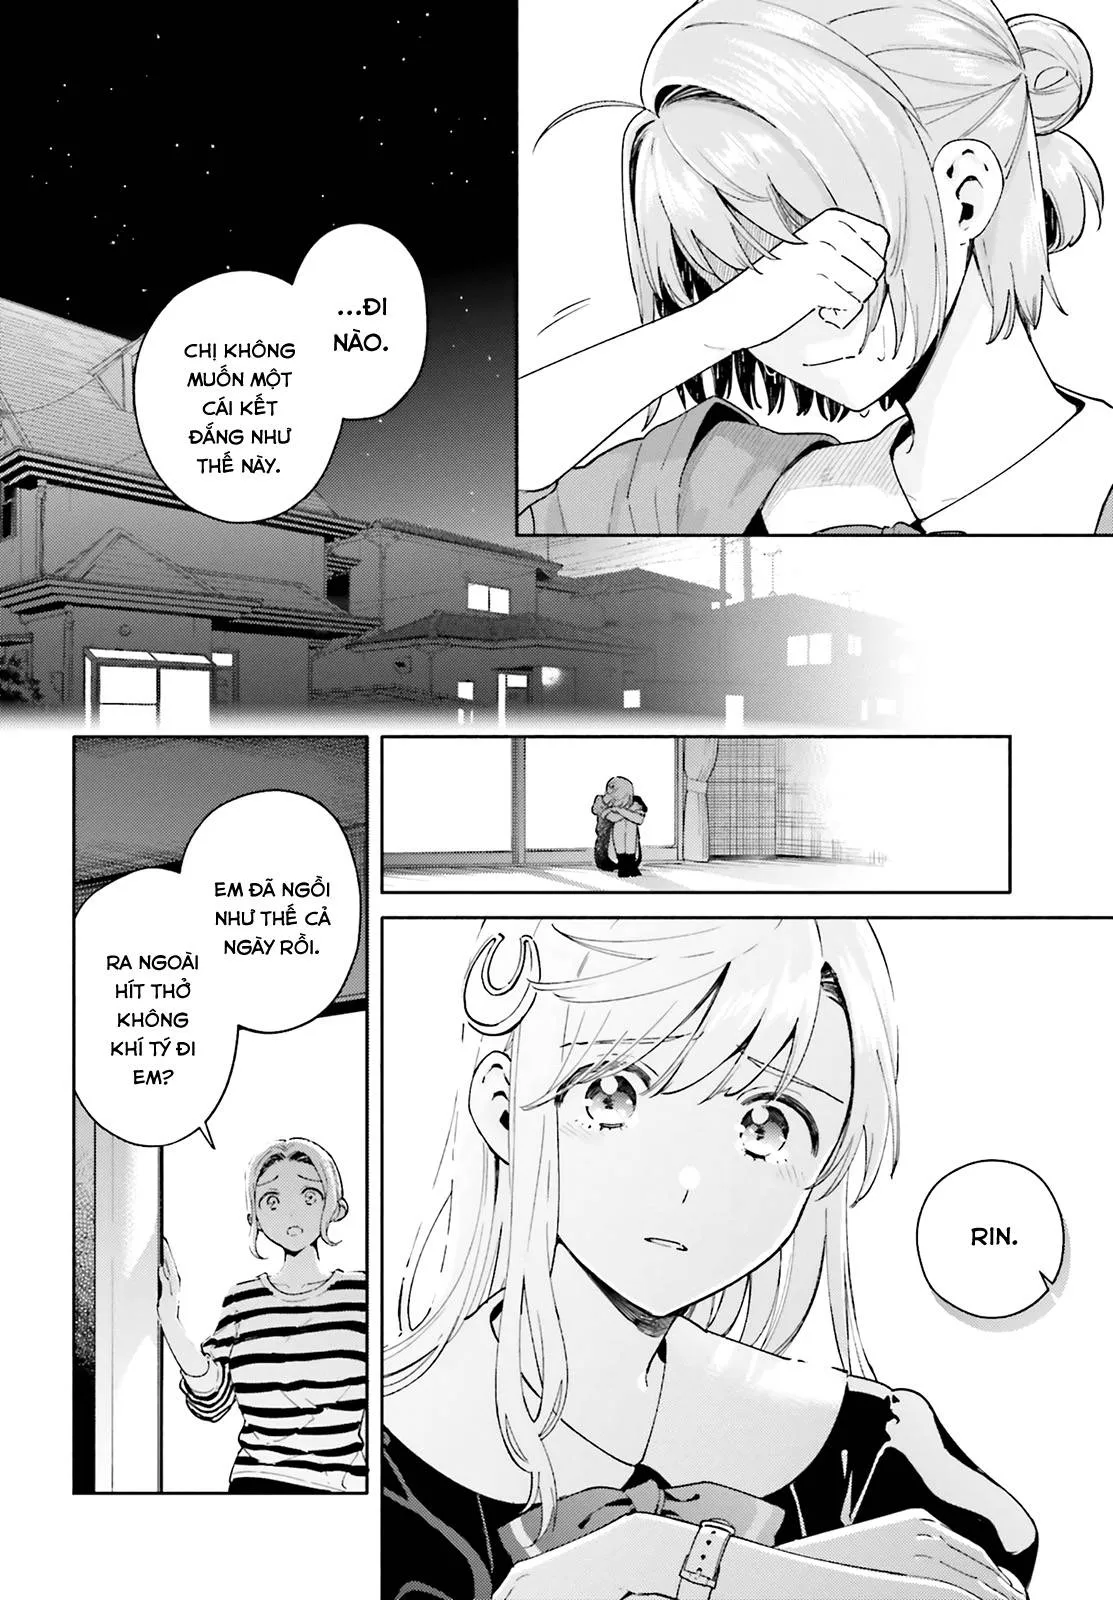 ...ĐI
NÀO.
CHỊ KHÔNG
MUỐN MỘT
CÁI KẾT
ĐẮNG NHƯ
THẾ NÀY.
RIN.
EM ĐÃ NGỒI
NHƯ THẾ CẢ
NGÀY RỒI.
RA NGOÀI
HÍT THỞ
KHÔNG
KHÍ TÝ ĐI
EM?